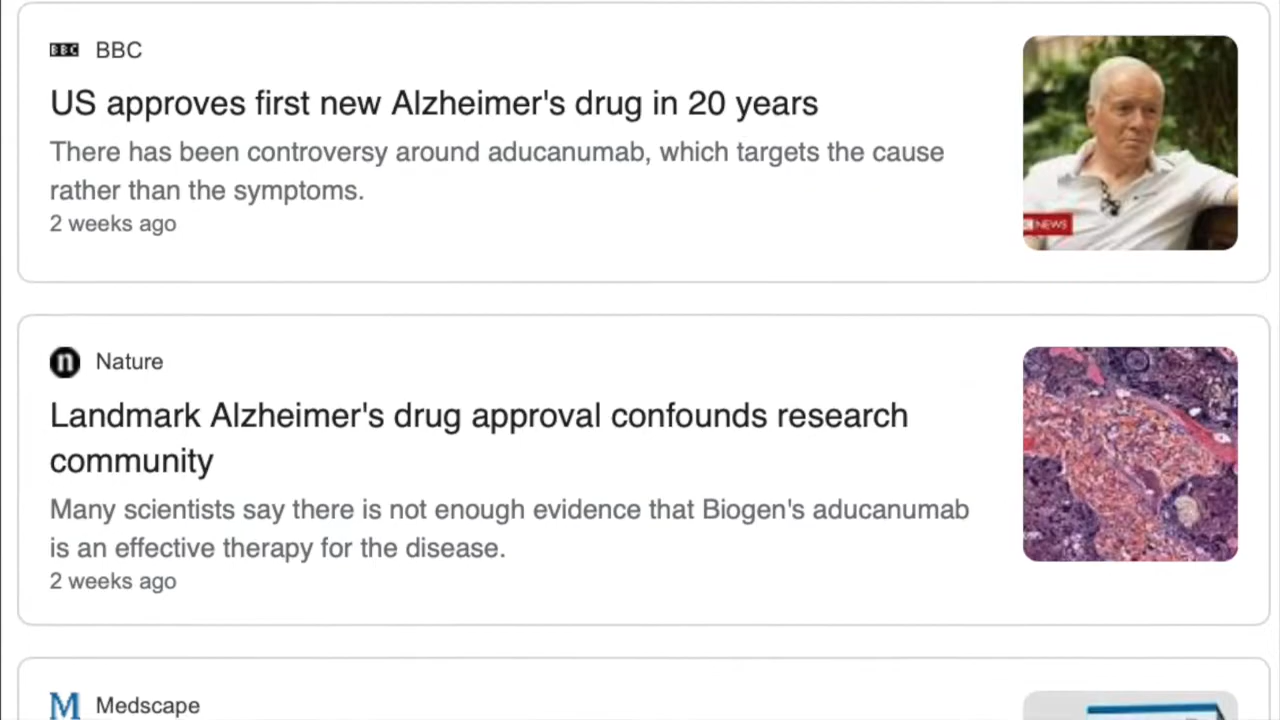 BBC
BBC
US approves first new Alzheimer's drug in 20 years
There has been controversy around aducanumab, which targets the cause
rather than the symptoms.
2 weeks ago
NEWS
n
Nature
Landmark Alzheimer's drug approval confounds research
community
Many scientists say there is not enough evidence that Biogen's aducanumab
is an effective therapy for the disease.
2 weeks ago
M
Medscape